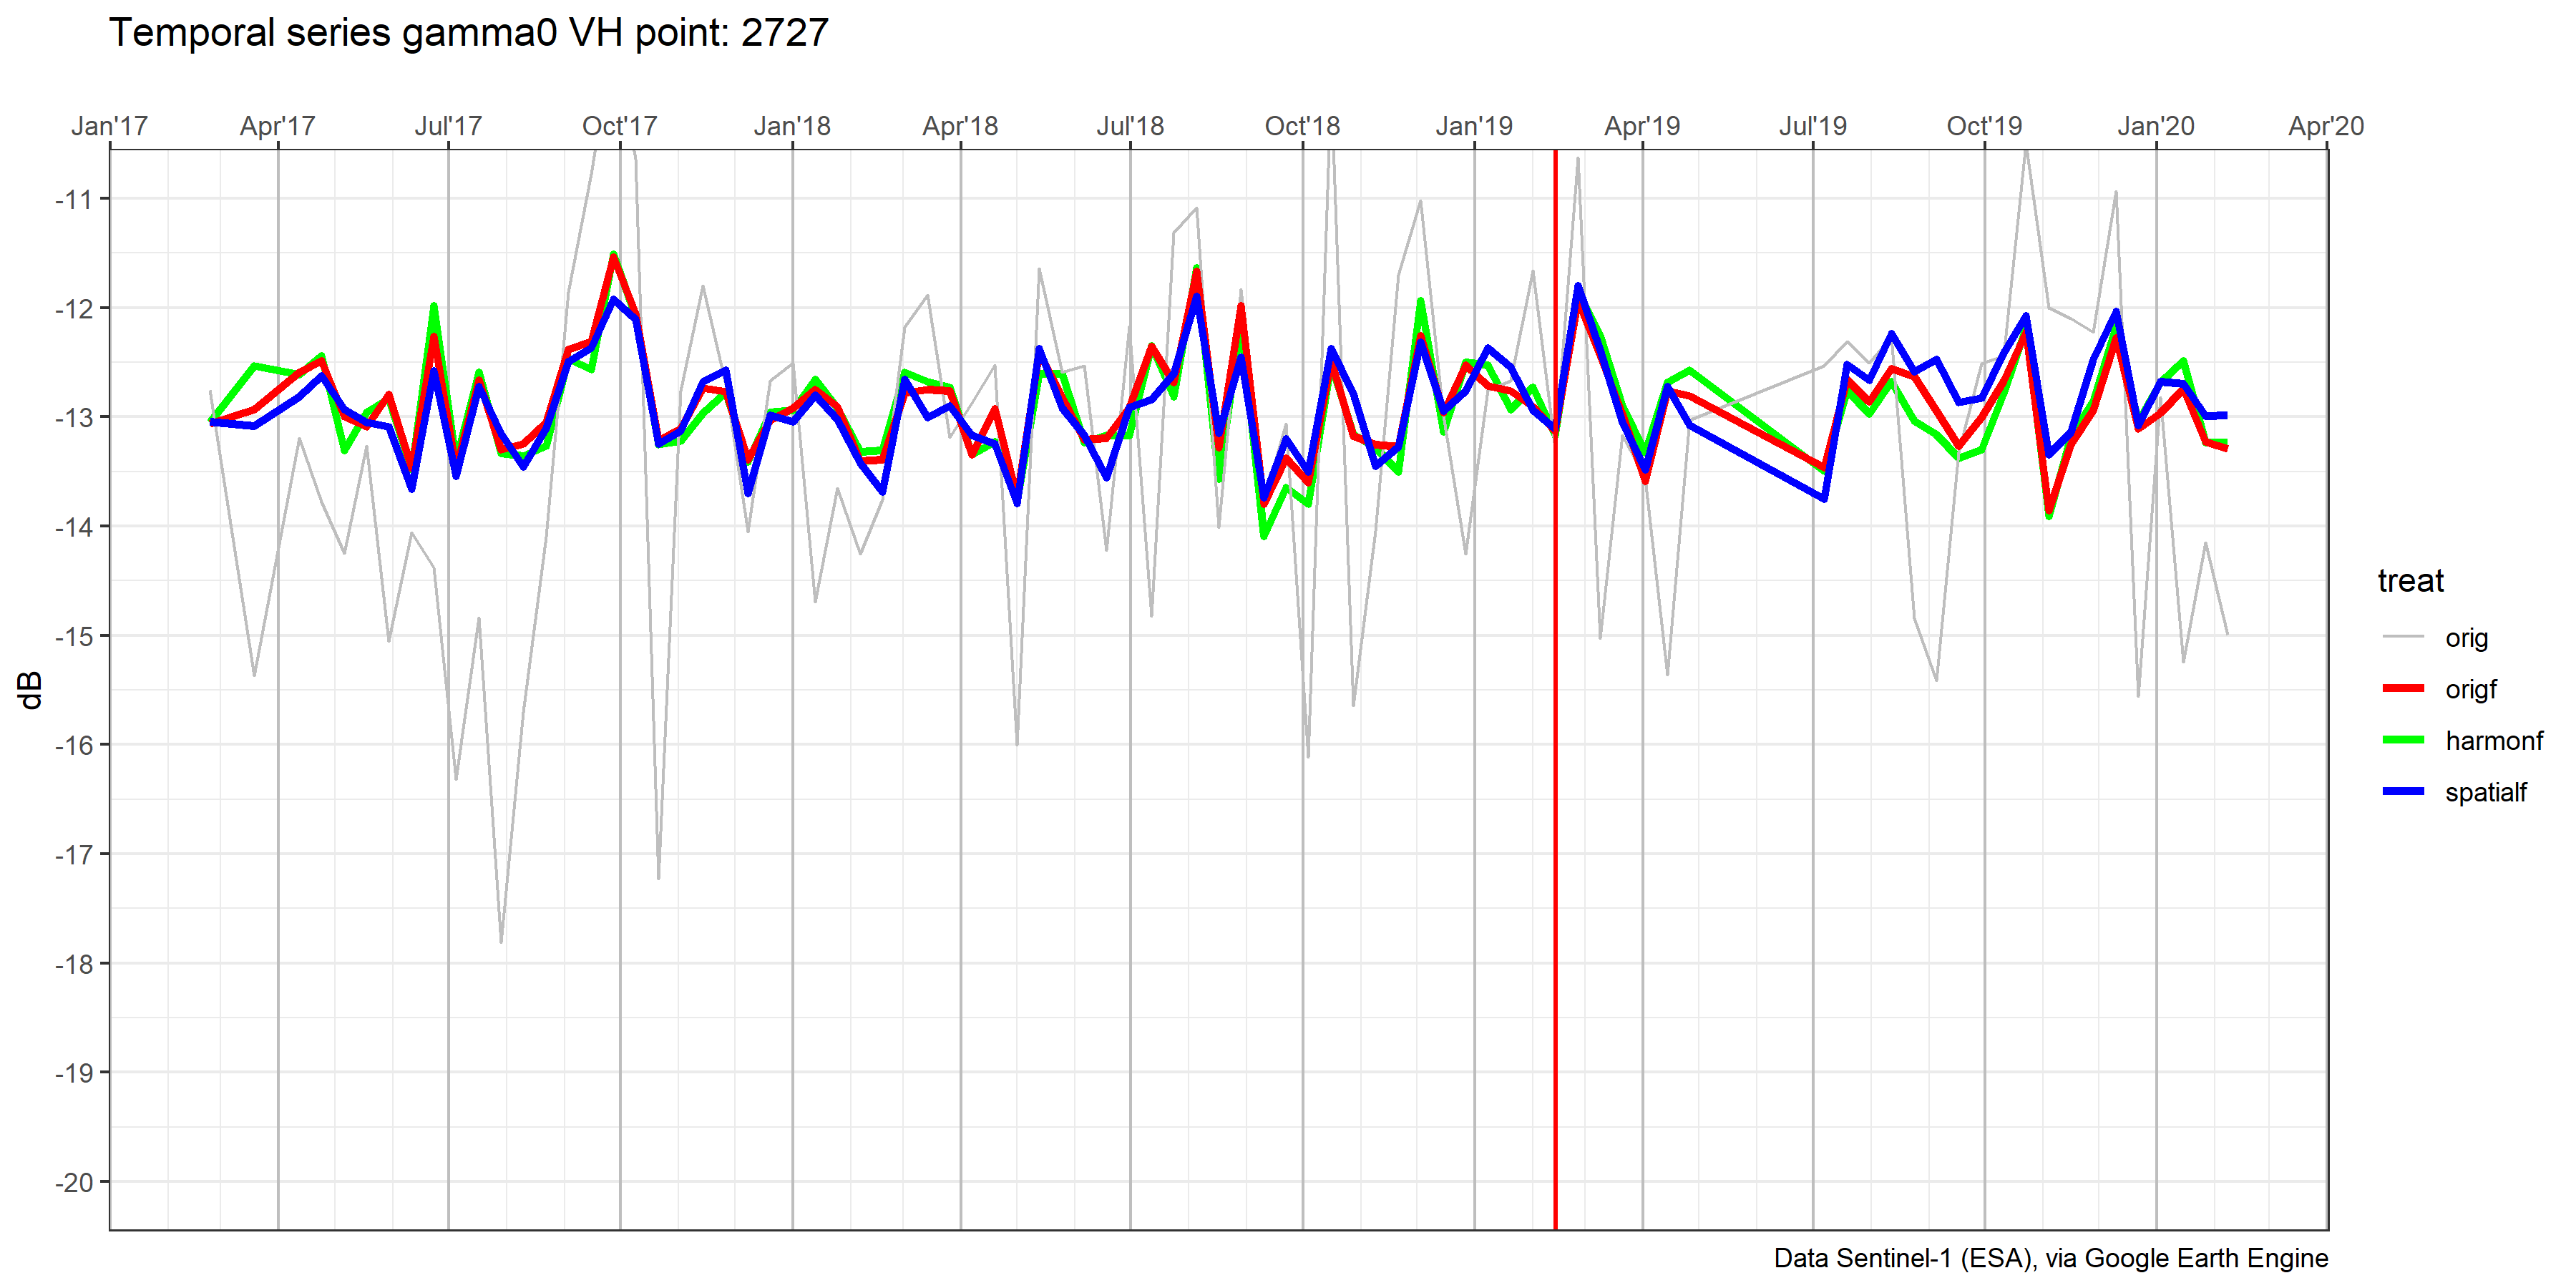 Temporal series gamma0 VH point: 2727
Jan'17 Apr'17 Jul'17 Oct'17 Jan'18 Apr'18 Jul'18 Oct'18 Jan'19 Apr'19 Jul'19 Oct'19 Jan'20 Apr'20
-11
-12
-13
-14
-15
-16
-17
-18
-19
-20
dB
treat
orig
origf
harmonf
spatialf
Data Sentinel-1 (ESA), via Google Earth Engine